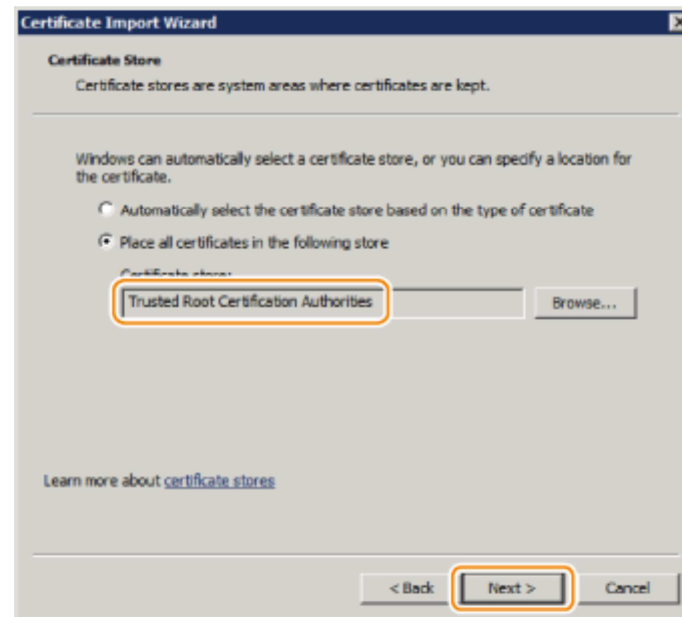 Certificate Import Wizard
Certificate Store
Certificate stores are system areas where certificates are kept.
Windows can automatically select a certificate store, or you can specify a location for
the certificate.
Automatically select the certificate store based on the type of certificate
Place all certificates in the following store
Certificate store:
Trusted Root Certification Authorities
Browse...
Learn more about certificate stores
< Back
Next >
Cancel